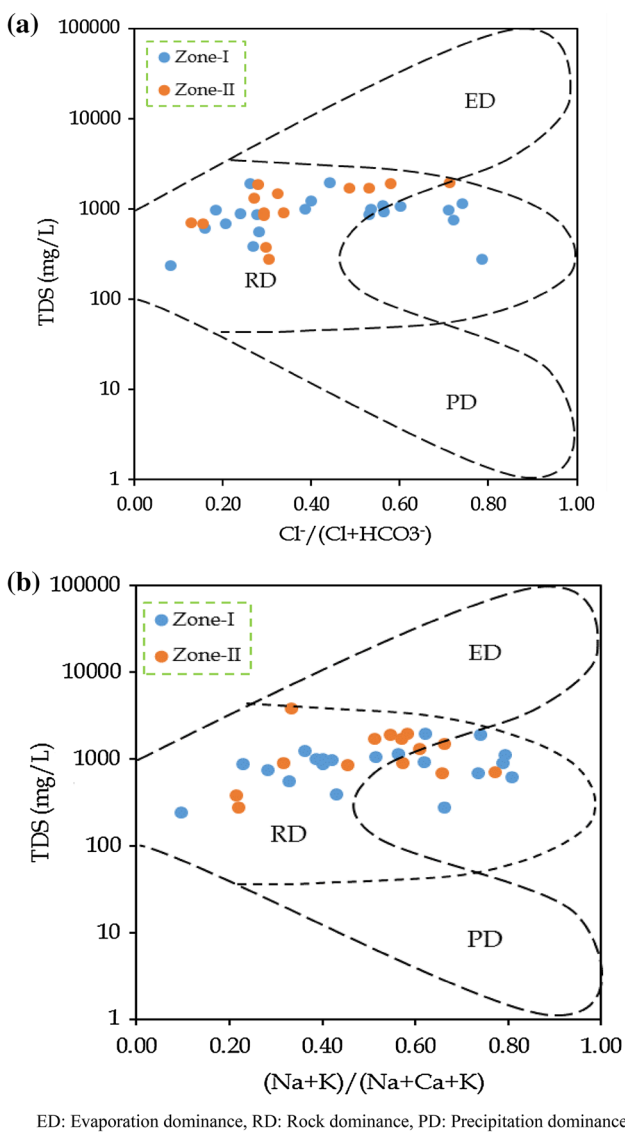 (a)
100000
Zone-I
Zone-II
ED
10000
1000
TDS (mg/L)
RD
100
10
PD
1
0.00 0.20 0.40 0.60 0.80 1.00
Cl-/(Cl+HCO3-)
(b)
100000
Zone-I
Zone-II
ED
10000
1000
TDS (mg/L)
RD
100
10
PD
1
0.00 0.20 0.40 0.60 0.80 1.00
(Na+K)/(Na+Ca+K)
ED: Evaporation dominance, RD: Rock dominance, PD: Precipitation dominance